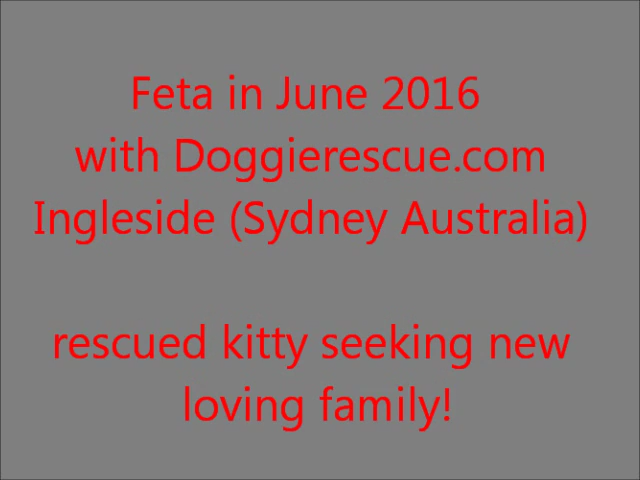 Feta in June 2016
with Doggierescue.com
Ingleside (Sydney Australia)
rescued kitty seeking new
loving family!